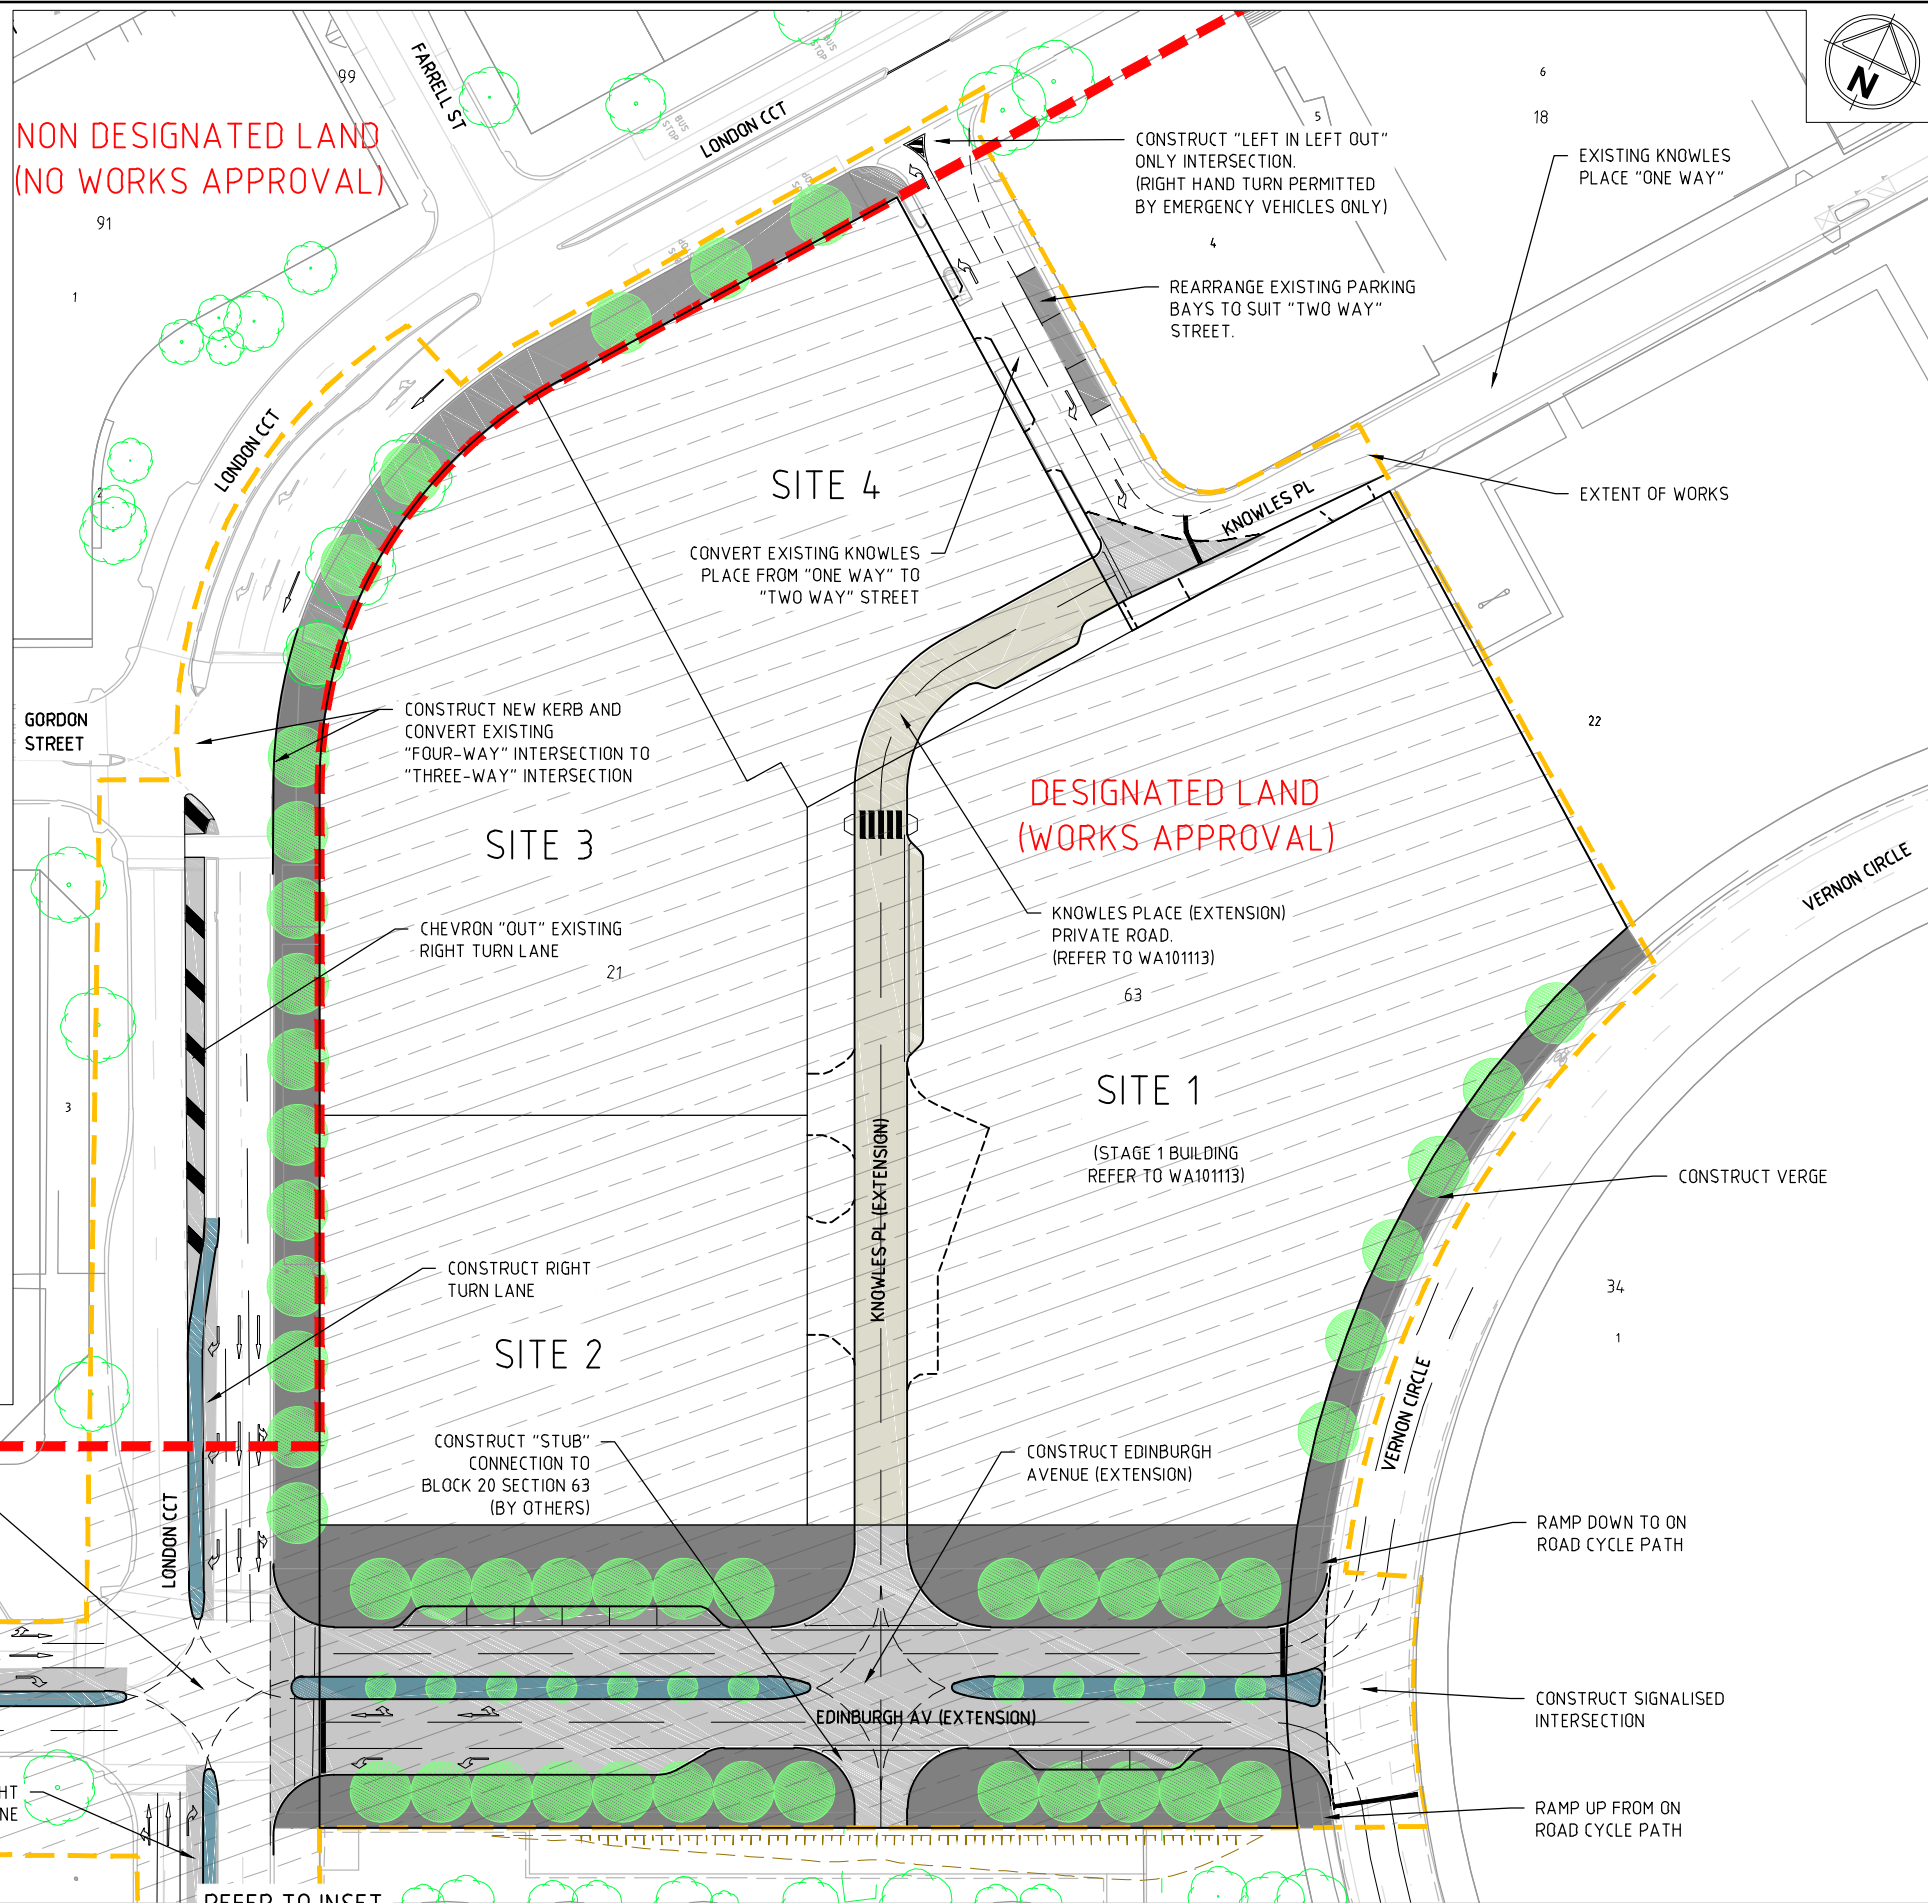 N
99
FARRELL ST
BUS
STOP
BUS
STOP
LONDON CCT
NON DESIGNATED LAND
(NO WORKS APPROVAL)
91
1
6
18
5
CONSTRUCT "LEFT IN LEFT OUT"
ONLY INTERSECTION.
(RIGHT HAND TURN PERMITTED
BY EMERGENCY VEHICLES ONLY)
4
EXISTING KNOWLES
PLACE "ONE WAY"
REARRANGE EXISTING PARKING
BAYS TO SUIT "TWO WAY"
STREET.
LONDON CCT
2
SITE 4
KNOWLES PL
EXTENT OF WORKS
CONVERT EXISTING KNOWLES
PLACE FROM "ONE WAY" TO
"TWO WAY" STREET
GORDON
STREET
CONSTRUCT NEW KERB AND
CONVERT EXISTING
"FOUR-WAY" INTERSECTION TO
"THREE-WAY" INTERSECTION
22
DESIGNATED LAND
(WORKS APPROVAL)
SITE 3
VERNON CIRCLE
CHEVRON "OUT" EXISTING
RIGHT TURN LANE
21
KNOWLES PLACE (EXTENSION)
PRIVATE ROAD.
(REFER TO WA101113)
63
3
SITE 1
(STAGE 1 BUILDING
REFER TO WA101113)
CONSTRUCT VERGE
KNOWLES PL (EXTENSION)
CONSTRUCT RIGHT
TURN LANE
34
1
SITE 2
VERNON CIRCLE
CONSTRUCT "STUB"
CONNECTION TO
BLOCK 20 SECTION 63
(BY OTHERS)
CONSTRUCT EDINBURGH
AVENUE (EXTENSION)
LONDON CCT
RAMP DOWN TO ON
ROAD CYCLE PATH
CONSTRUCT SIGNALISED
INTERSECTION
EDINBURGH AV (EXTENSION)
HT
NE
RAMP UP FROM ON
ROAD CYCLE PATH
REFER TO INSET